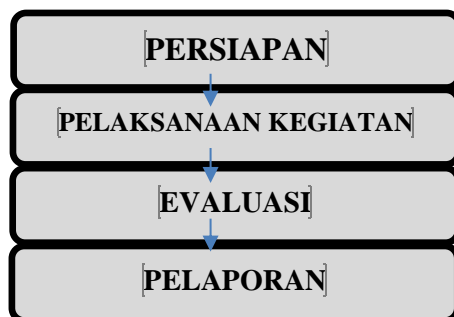 PERSIAPAN
PELAKSANAAN KEGIATAN
EVALUASI
PELAPORAN